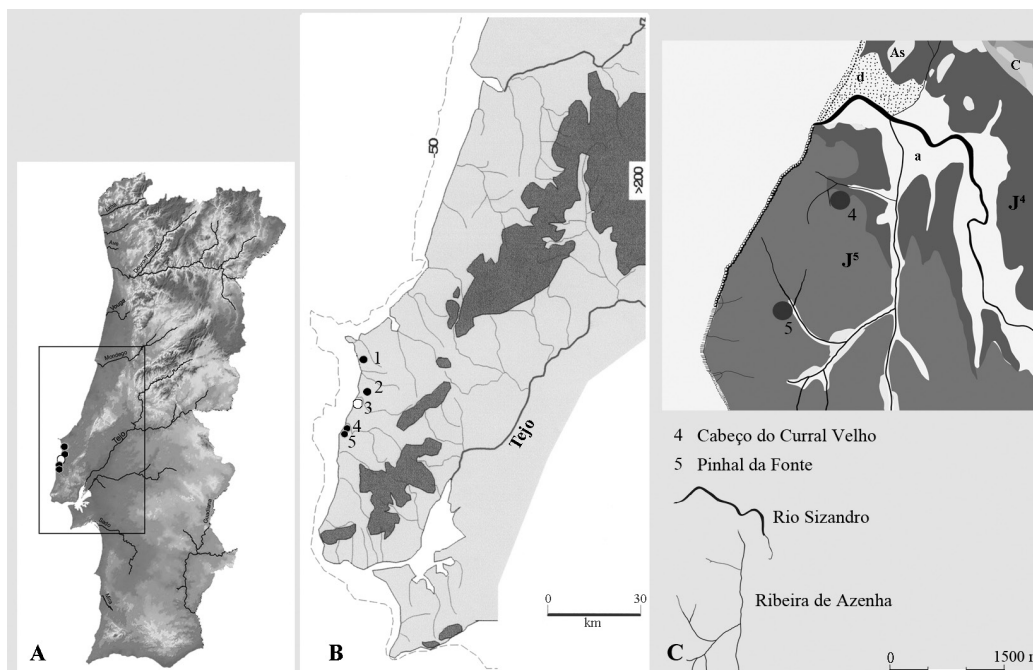 Mondego
Tejo
A
50
>200
1
2
3
4
5
Tejo
0
30
km
B
As
d
C
a
J⁴
4
J⁵
5
4 Cabeço do Curral Velho
5 Pinhal da Fonte
Rio Sizandro
Ribeira de Azenha
0
1500 m
C